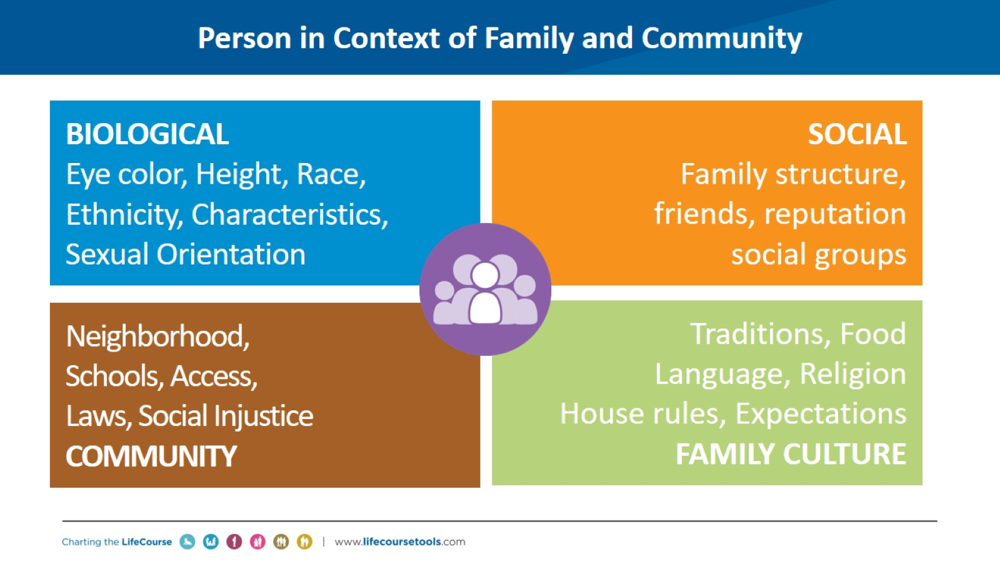 Person in Context of Family and Community
BIOLOGICAL
Eye color, Height, Race,
Ethnicity, Characteristics,
Sexual Orientation
SOCIAL
Family structure,
friends, reputation
social groups
Neighborhood,
Schools, Access,
Laws, Social Injustice
COMMUNITY
Traditions, Food
Language, Religion
House rules, Expectations
FAMILY CULTURE
Charting the LifeCourse | www.lifecoursetools.com